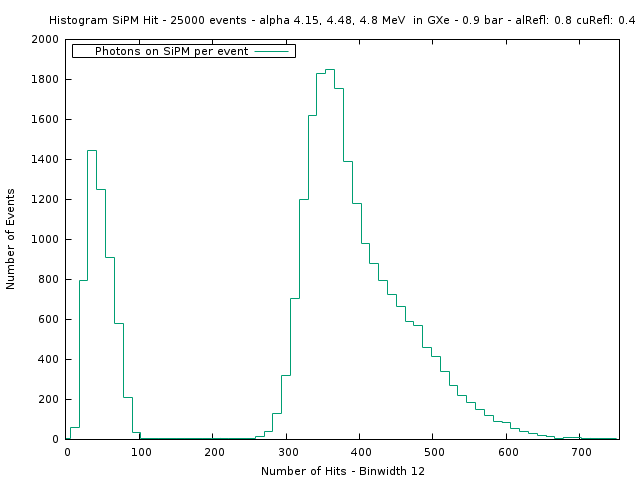 Histogram SiPM Hit - 25000 events - alpha 4.15, 4.48, 4.8 MeV  in GXe - 0.9 bar - alRefl: 0.8 cuRefl: 0.4
Photons on SiPM per event
2000
1800
1600
1400
1200
1000
800
600
400
200
0
Number of Events
0 100 200 300 400 500 600 700
Number of Hits - Binwidth 12